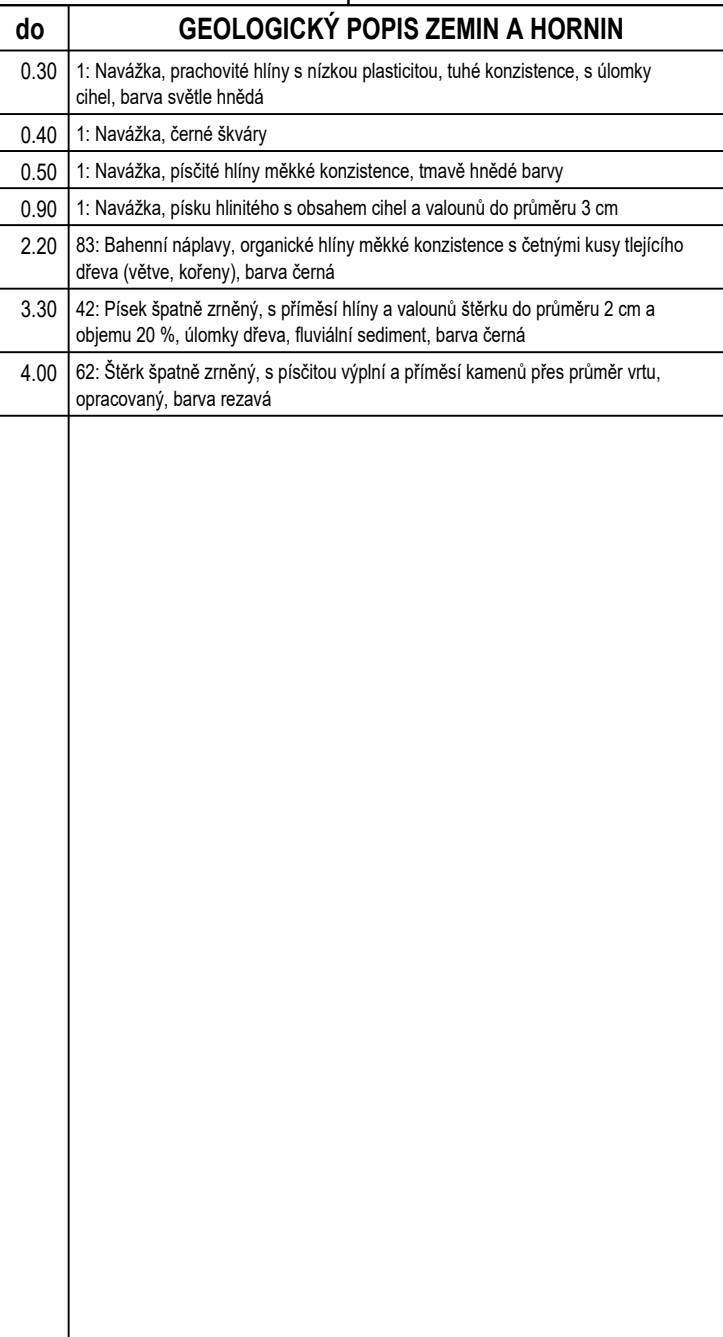 do GEOLOGICKÝ POPIS ZEMIN A HORNIN
0.30 1: Navážka, prachovité hlíny s nízkou plasticitou, tuhé konzistence, s úlomky
cihel, barva světle hnědá
0.40 1: Navážka, černé škváry
0.50 1: Navážka, písčité hlíny měkké konzistence, tmavě hnědé barvy
0.90 1: Navážka, písku hlinitého s obsahem cihel a valounů do průměru 3 cm
2.20 83: Bahenní náplavy, organické hlíny měkké konzistence s četnými kusy tlejícího
dřeva (větve, kořeny), barva černá
3.30 42: Písek špatně zrněný, s příměsí hlíny a valounů štěrku do průměru 2 cm a
objemu 20 %, úlomky dřeva, fluviální sediment, barva černá
4.00 62: Štěrk špatně zrněný, s písčitou výplní a příměsí kamenů přes průměr vrtu,
opracovaný, barva rezavá